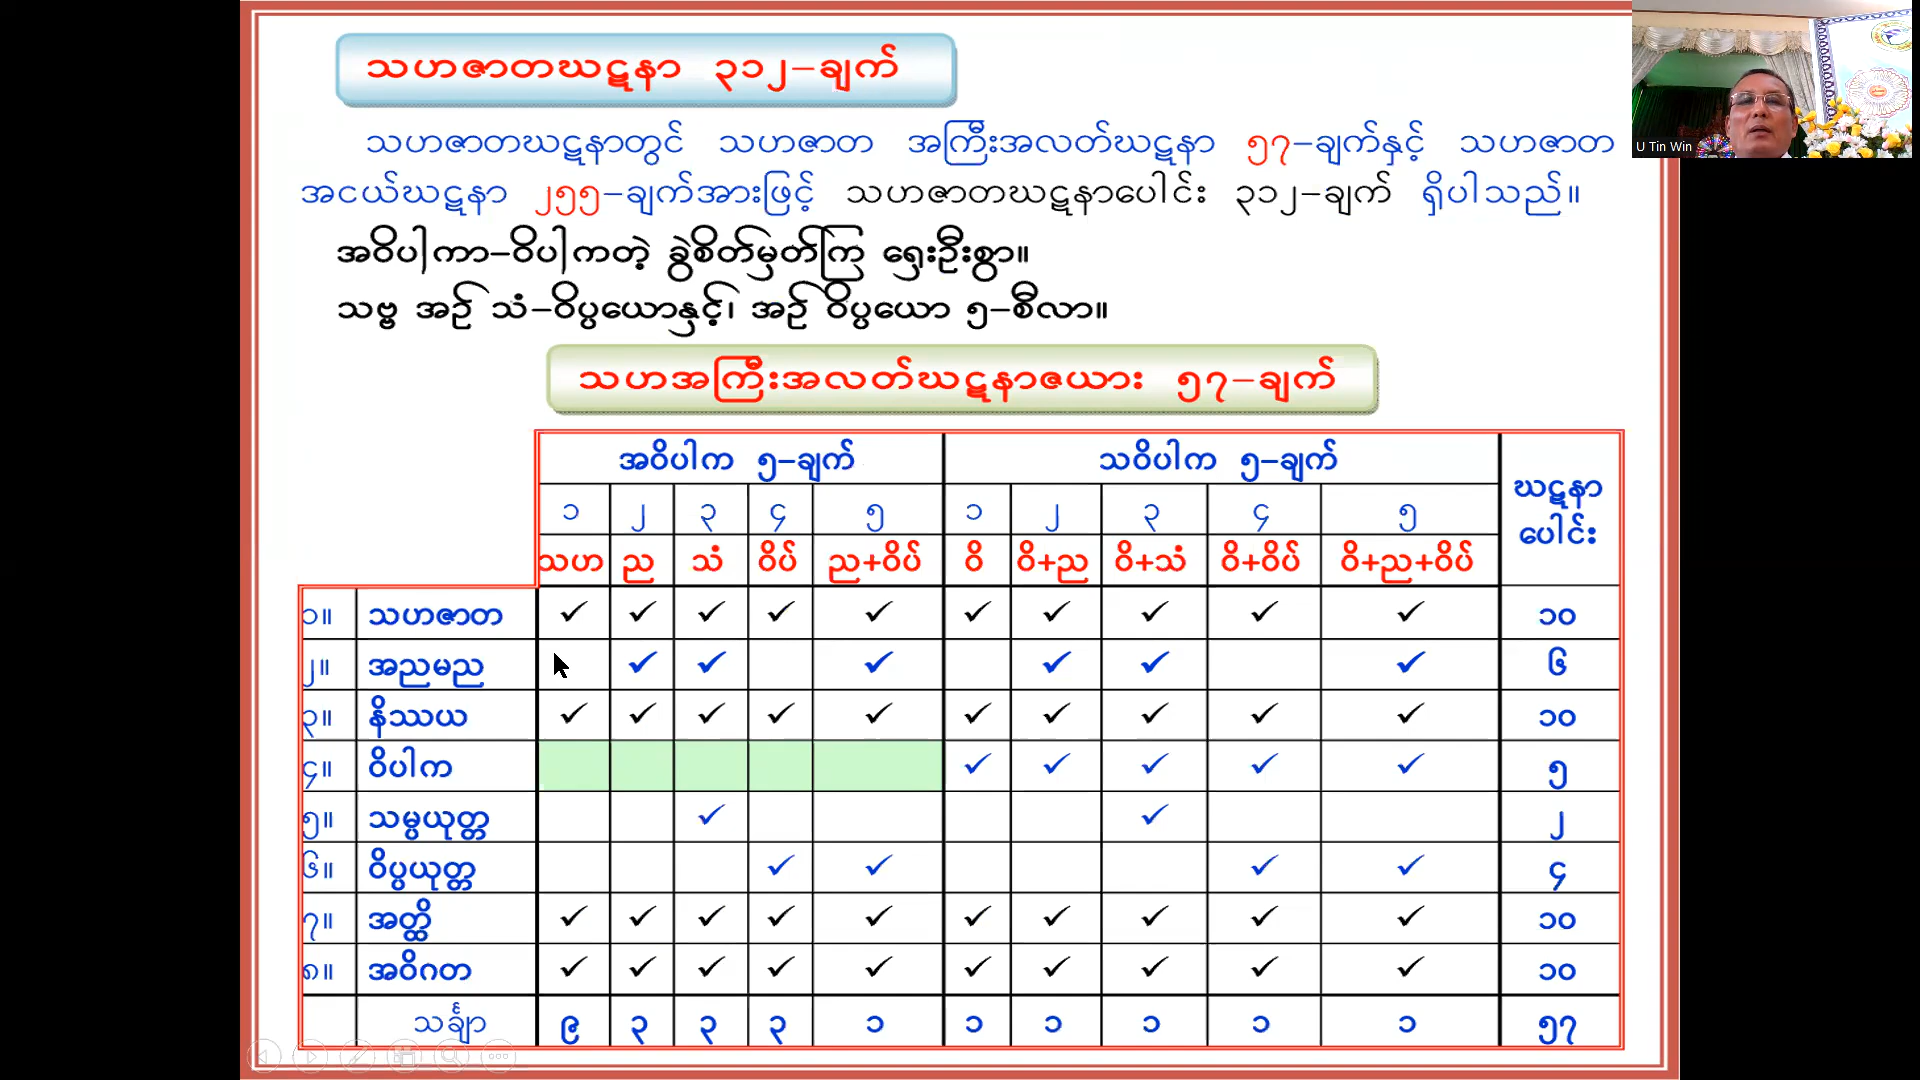 သဟဇာတဃဋနာ ၃၁၂–ချက်
U Tin Win
သဟဇာတဃဋနာတွင် သဟဇာတ အကြီးအလတ်ဃဋနာ ၅၇–ချက်နှင့် သဟဇာတ
အငယ်ဃဋနာ ၂၅၅–ချက်အားဖြင့် သဟဇာတဃဋနာပေါင်း ၃၁၂–ချက် ရှိပါသည်။
အဝိပါကာ–ဝိပါကတဲ့ ခွဲစိတ်မှတ်ကြ ရှေးဦးစွာ။
သဗ္ဗ အဉ် သံ–ဝိပ္ပယောနှင့်၊ အဉ် ဝိပ္ပယော ၅–စီလာ။
သဟအကြီးအလတ်ဃဋနာဇယား ၅၇–ချက်
အဝိပါက ၅–ချက် သဝိပါက ၅–ချက် ဃဋနာပေါင်း
၁ ၂ ၃ ၄ ၅ ၁ ၂ ၃ ၄ ၅
သဟ ည သံ ဝိပ် ည+ဝိပ် ဝိ ဝိ+ည ဝိ+သံ ဝိ+ဝိပ် ဝိ+ည+ဝိပ်
၁။ သဟဇာတ ✓ ✓ ✓ ✓ ✓ ✓ ✓ ✓ ✓ ✓ ၁၀
၂။ အညမည ✓ ✓ ✓ ✓ ✓ ✓ ၆
၃။ နိဿယ ✓ ✓ ✓ ✓ ✓ ✓ ✓ ✓ ✓ ✓ ၁၀
၄။ ဝိပါက ✓ ✓ ✓ ✓ ✓ ၅
၅။ သမ္ပယုတ္တ ✓ ✓ ၂
၆။ ဝိပ္ပယုတ္တ ✓ ✓ ✓ ✓ ၄
၇။ အတ္ထိ ✓ ✓ ✓ ✓ ✓ ✓ ✓ ✓ ✓ ✓ ၁၀
၈။ အဝိဂတ ✓ ✓ ✓ ✓ ✓ ✓ ✓ ✓ ✓ ✓ ၁၀
သင်္ချာ ၉ ၃ ၃ ၃ ၁ ၁ ၁ ၁ ၁ ၁ ၅၇